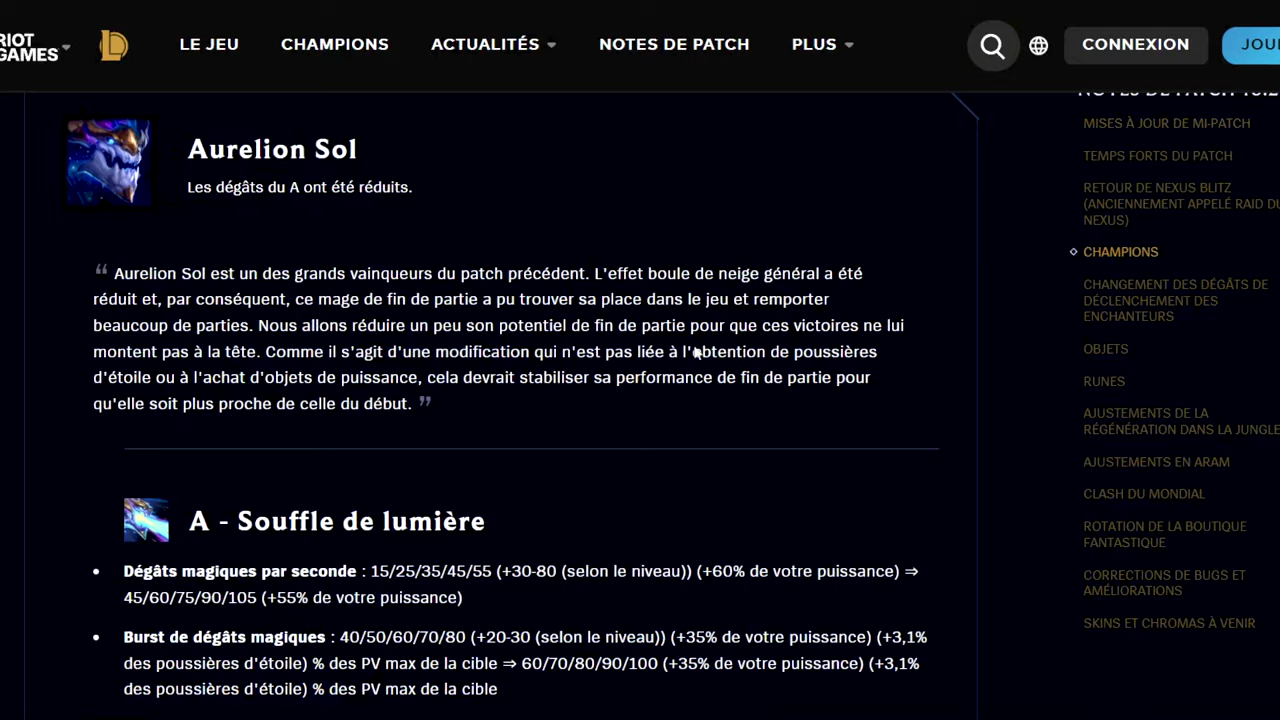 RIOT
GAMES
LE JEU
CHAMPIONS
ACTUALITÉS
NOTES DE PATCH
PLUS
CONNEXION
Aurelion Sol
Les dégâts du A ont été réduits.
“ Aurelion Sol est un des grands vainqueurs du patch précédent. L'effet boule de neige général a été
réduit et, par conséquent, ce mage de fin de partie a pu trouver sa place dans le jeu et remporter
beaucoup de parties. Nous allons réduire un peu son potentiel de fin de partie pour que ces victoires ne lui
montent pas à la tête. Comme il s'agit d'une modification qui n'est pas liée à l'obtention de poussières
d'étoile ou à l'achat d'objets de puissance, cela devrait stabiliser sa performance de fin de partie pour
qu'elle soit plus proche de celle du début. ”
A - Souffle de lumière
• Dégâts magiques par seconde : 15/25/35/45/55 (+30-80 (selon le niveau)) (+60% de votre puissance) ⇒
45/60/75/90/105 (+55% de votre puissance)
• Burst de dégâts magiques : 40/50/60/70/80 (+20-30 (selon le niveau)) (+35% de votre puissance) (+3,1%
des poussières d'étoile) % des PV max de la cible ⇒ 60/70/80/90/100 (+35% de votre puissance) (+3,1%
des poussières d'étoile) % des PV max de la cible
NOTES DE PATCH
MISES À JOUR DE MI-PATCH
TEMPS FORTS DU PATCH
RETOUR DE NEXUS BLITZ
(ANCIENNEMENT APPELÉ RAID DU
NEXUS)
CHAMPIONS
CHANGEMENT DES DÉGÂTS DE
DÉCLENCHEMENT DES
ENCHANTEURS
OBJETS
RUNES
AJUSTEMENTS DE LA
RÉGÉNÉRATION DANS LA JUNGLE
AJUSTEMENTS EN ARAM
CLASH DU MONDIAL
ROTATION DE LA BOUTIQUE
FANTASTIQUE
CORRECTIONS DE BUGS ET
AMÉLIORATIONS
SKINS ET CHROMAS À VENIR